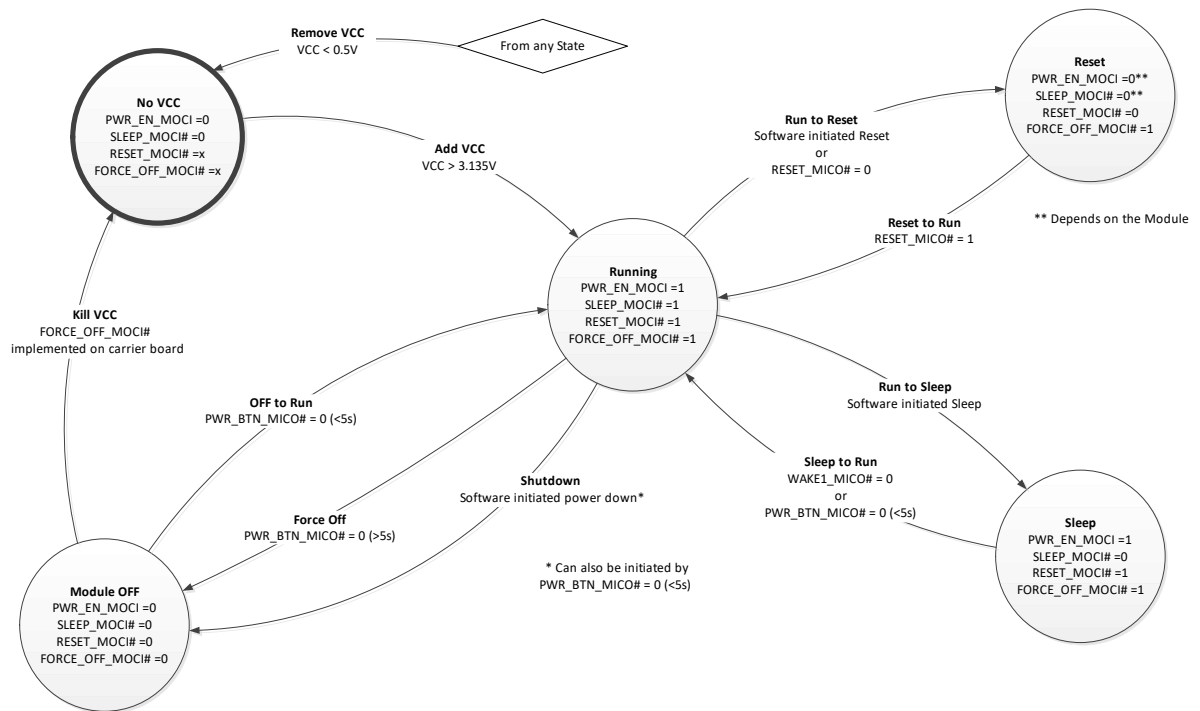 Remove VCC
VCC < 0.5V
From any State
No VCC
PWR_EN_MOCI =0
SLEEP_MOCI# =0
RESET_MOCI# =x
FORCE_OFF_MOCI# =x
Add VCC
VCC > 3.135V
Run to Reset
Software initiated Reset
or
RESET_MICO# = 0
Reset
PWR_EN_MOCI =0**
SLEEP_MOCI# =0**
RESET_MOCI# =0
FORCE_OFF_MOCI# =1
Reset to Run
RESET_MICO# = 1
** Depends on the Module
Running
PWR_EN_MOCI =1
SLEEP_MOCI# =1
RESET_MOCI# =1
FORCE_OFF_MOCI# =1
Kill VCC
FORCE_OFF_MOCI#
implemented on carrier board
OFF to Run
PWR_BTN_MICO# = 0 (<5s)
Run to Sleep
Software initiated Sleep
Sleep to Run
WAKE1_MICO# = 0
or
PWR_BTN_MICO# = 0 (<5s)
Shutdown
Software initiated power down*
Force Off
PWR_BTN_MICO# = 0 (>5s)
* Can also be initiated by
PWR_BTN_MICO# = 0 (<5s)
Sleep
PWR_EN_MOCI =1
SLEEP_MOCI# =0
RESET_MOCI# =1
FORCE_OFF_MOCI# =1
Module OFF
PWR_EN_MOCI =0
SLEEP_MOCI# =0
RESET_MOCI# =0
FORCE_OFF_MOCI# =0